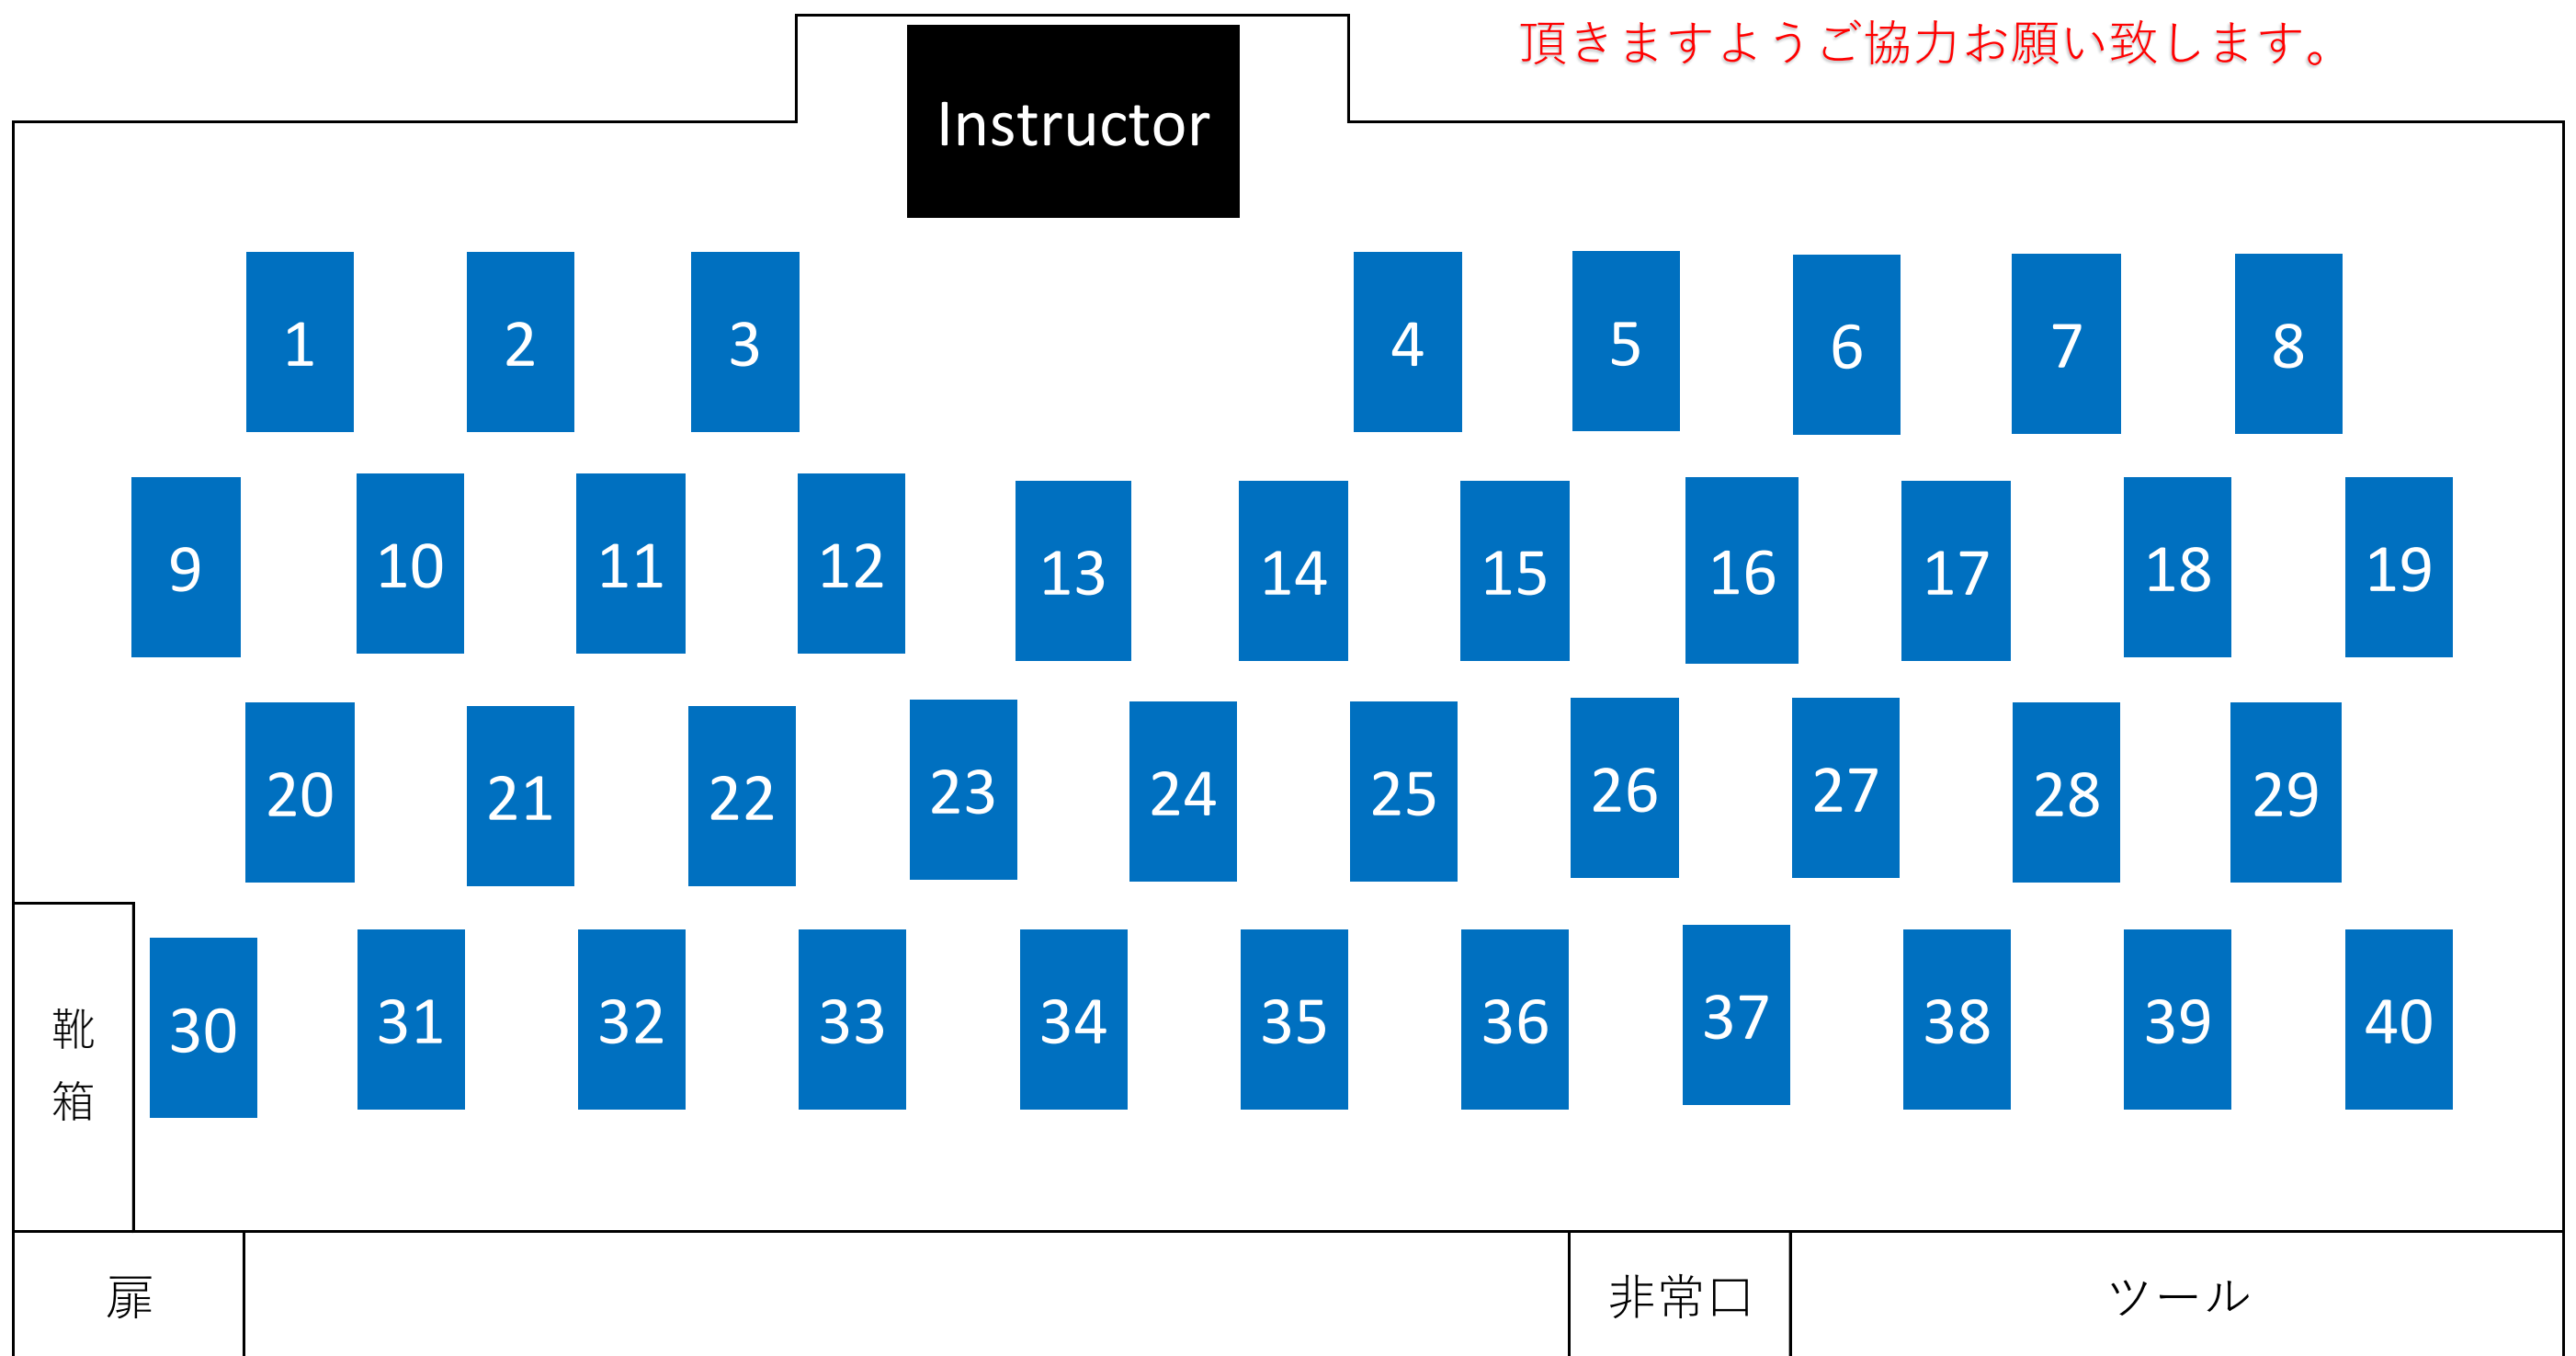 頂きますようご協力お願い致します。
Instructor
1 2 3 4 5 6 7 8
9 10 11 12 13 14 15 16 17 18 19
20 21 22 23 24 25 26 27 28 29
30 31 32 33 34 35 36 37 38 39 40
靴箱
扉 非常口 ツール